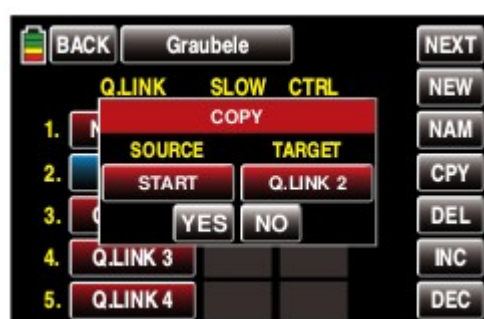 BACK Graubele NEXT
Q.LINK SLOW CTRL NEW
COPY
1. N NAM
SOURCE TARGET
2. START Q.LINK 2 CPY
3. YES NO DEL
4. Q.LINK 3 INC
5. Q.LINK 4 DEC